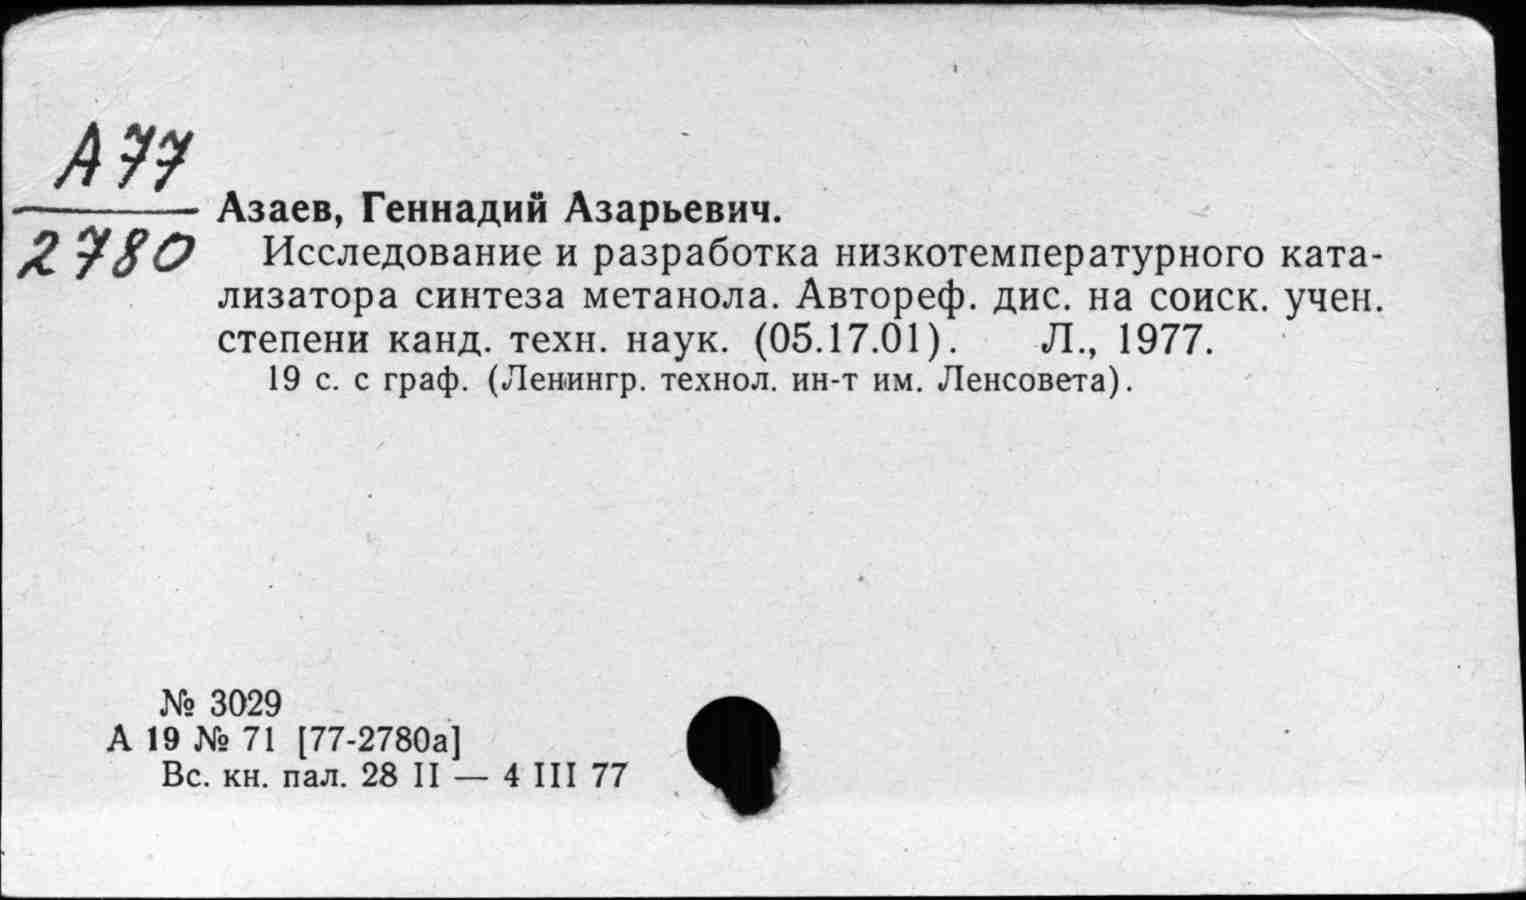 А77
2780
Азаев, Геннадий Азарьевич.
Исследование и разработка низкотемпературного ката-
лизатора синтеза метанола. Автореф. дис. на соиск. учен.
степени канд. техн. наук. (05.17.01). Л., 1977.
19 с. с граф. (Ленингр. технол. ин-т им. Ленсовета).
№ 3029
А 19 № 71 [77-2780а]
Вс. кн. пал. 28 II — 4 III 77